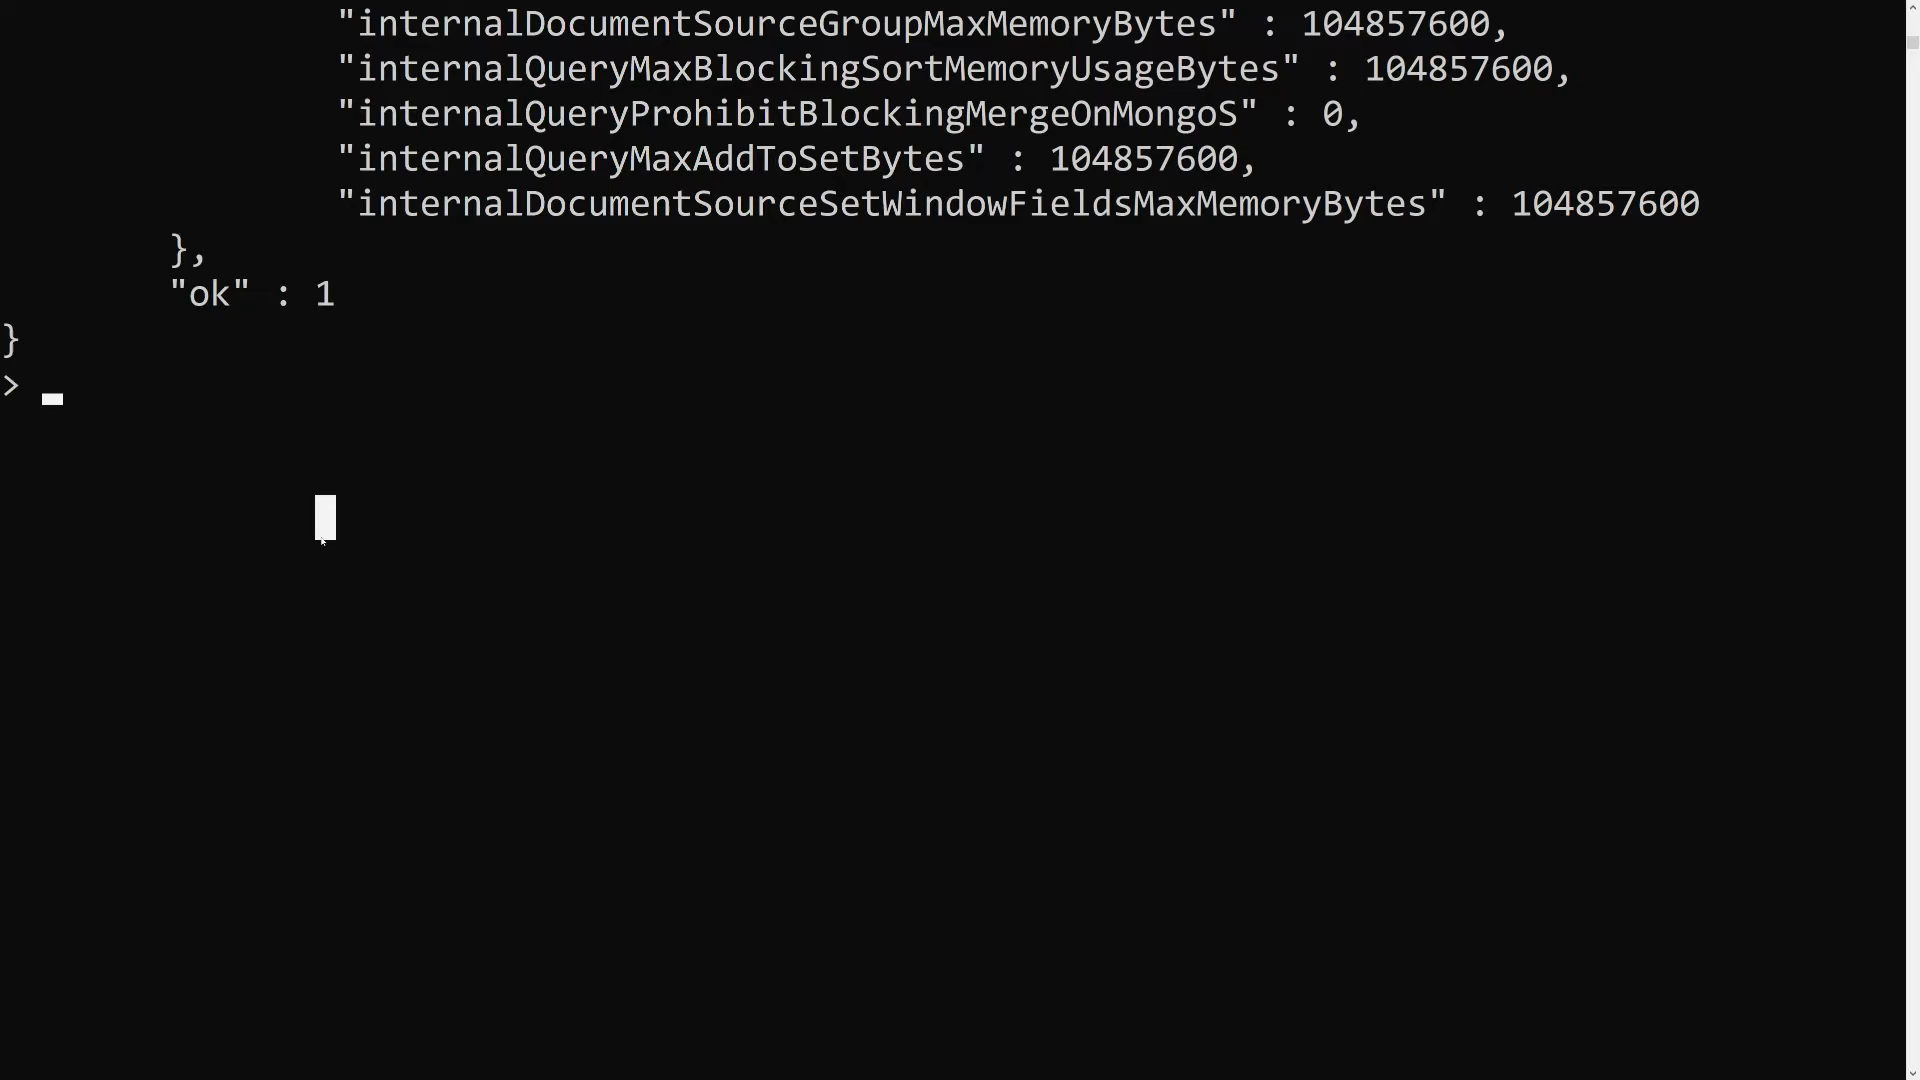 "internalDocumentSourceGroupMaxMemoryBytes" : 104857600,
"internalQueryMaxBlockingSortMemoryUsageBytes" : 104857600,
"internalQueryProhibitBlockingMergeOnMongoS" : 0,
"internalQueryMaxAddToSetBytes" : 104857600,
"internalDocumentSourceSetWindowFieldsMaxMemoryBytes" : 104857600
},
"ok" : 1
}
>